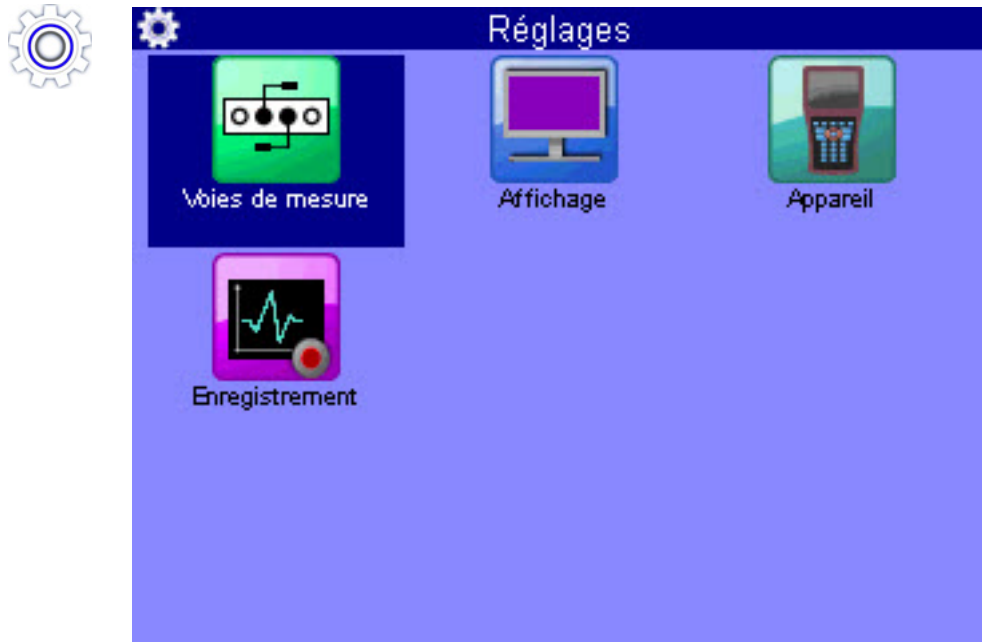 Réglages
Voies de mesure
Affichage
Appareil
Enregistrement